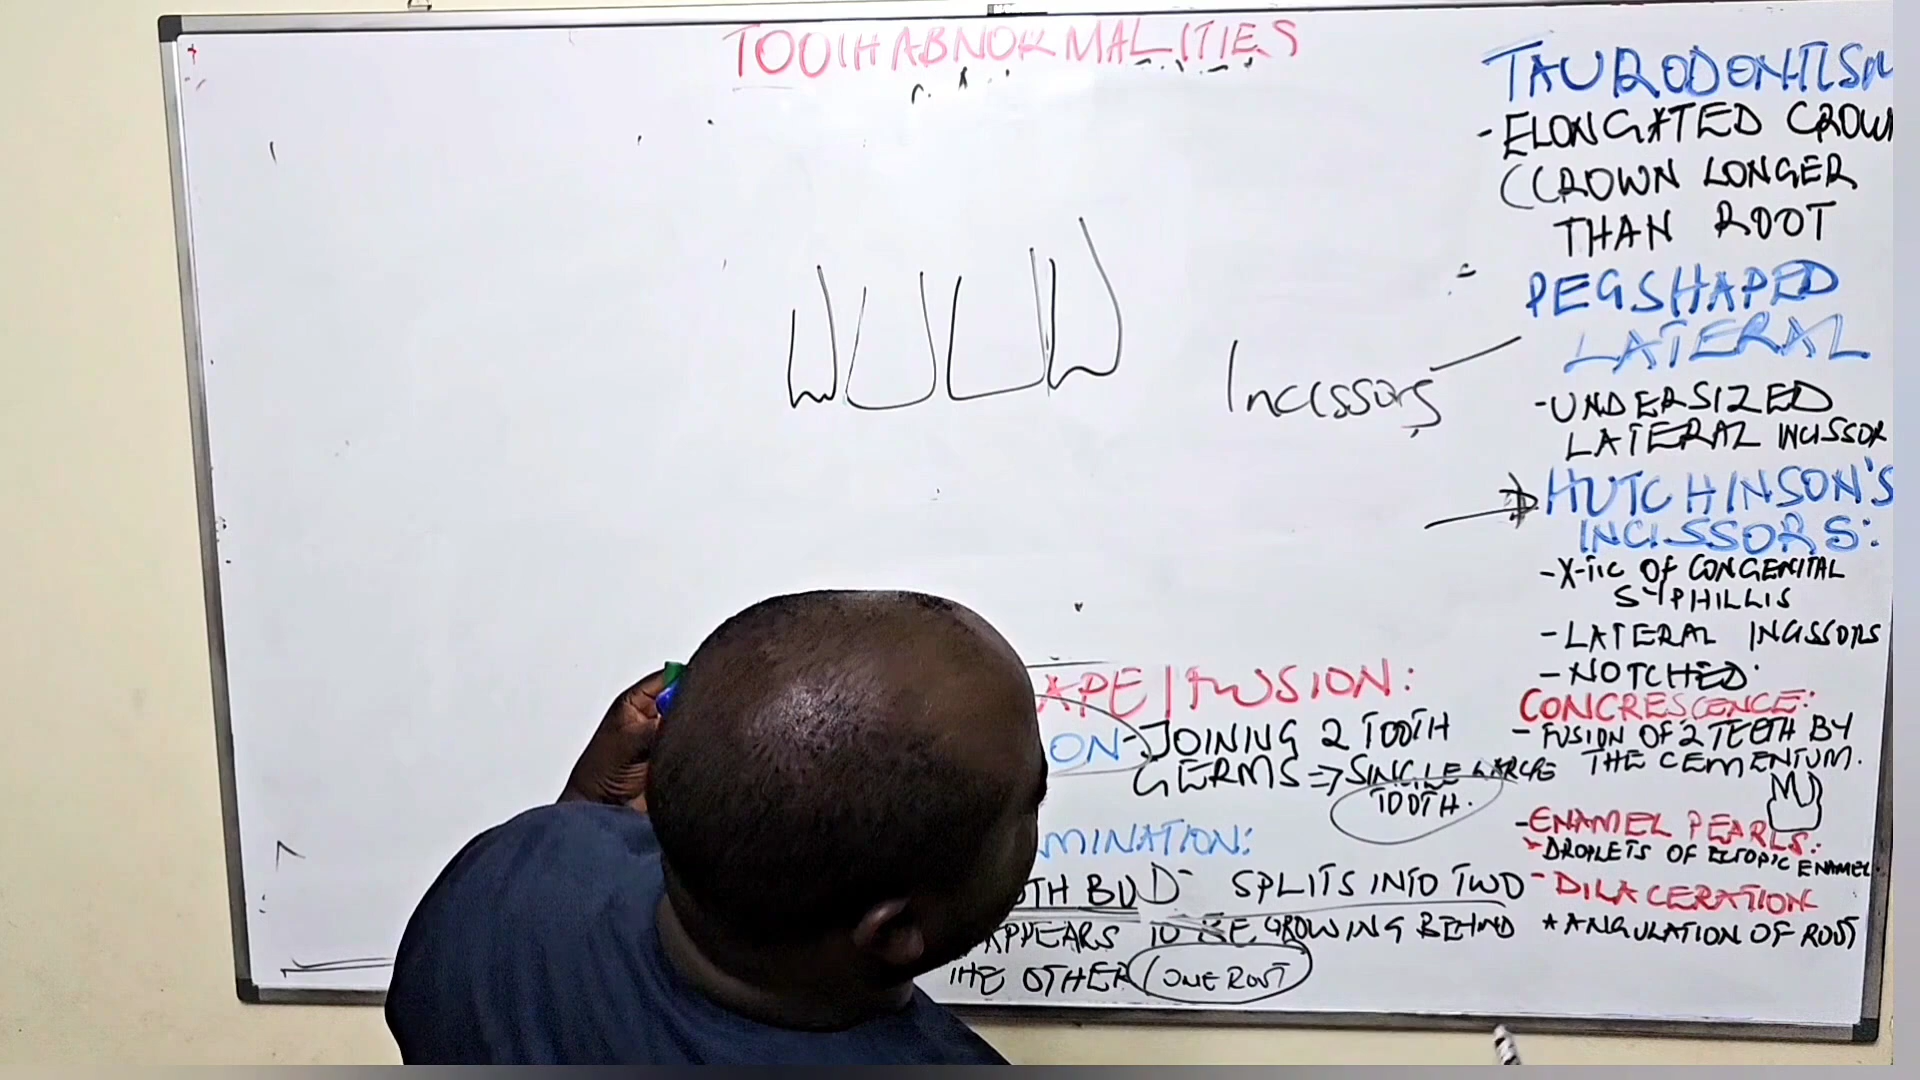 TOOTH ABNORMALITIES
Incissors
TAURODONTISM
- ELONGATED CROWN
(CROWN LONGER
THAN ROOT
PEGSHAPED
LATERAL
- UNDERSIZED
LATERAL INCISSOR
HUTCHINSON'S
INCISSORS:
- X-TIC OF CONGENITAL
SYPHILLIS
- LATERAL INCISSORS
- NOTCHED.
CONCRESCENCE:
- FUSION OF 2 TEETH BY
THE CEMENTUM.
- ENAMEL PEARLS:
DROPLETS OF ECTOPIC ENAMEL
- DILACERATION
* ANGULATION OF ROOT
APE/FUSION:
ON - JOINING 2 TOOTH
GERMS => SINGLE LARGE
TOOTH.
MINATION:
OTH BUD - SPLITS INTO TWO
APPEARS TO BE GROWING BEHIND
THE OTHER (ONE ROOT)